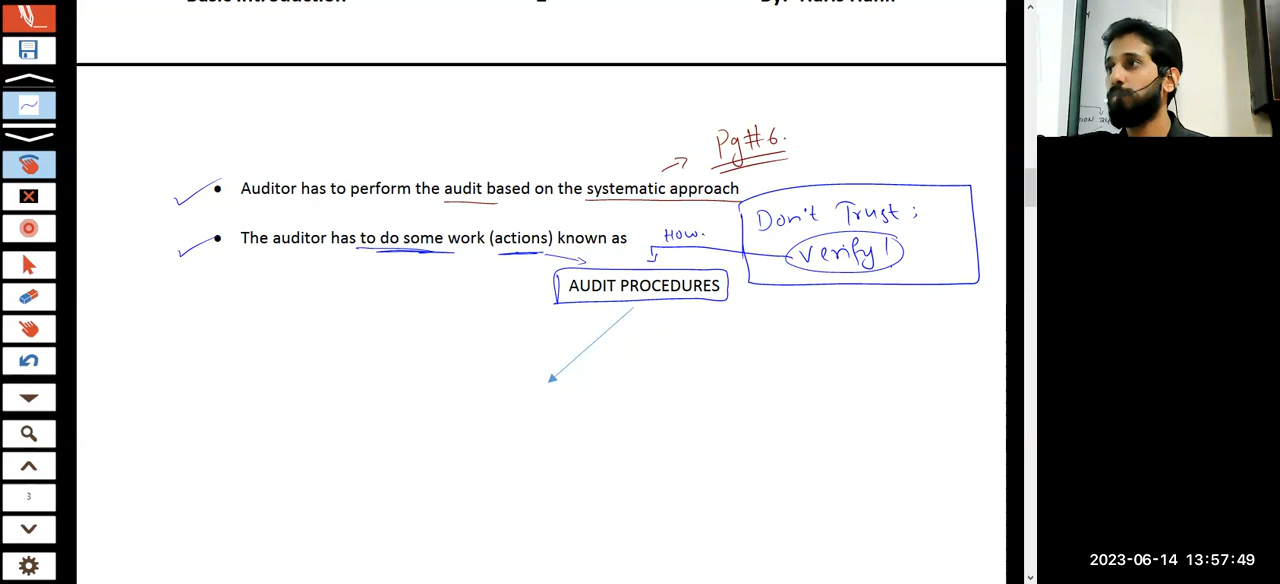 Pg#6.
• Auditor has to perform the audit based on the systematic approach
Don't Trust;
• The auditor has to do some work (actions) known as
How.
Verify!
AUDIT PROCEDURES
3
2023-06-14 13:57:49